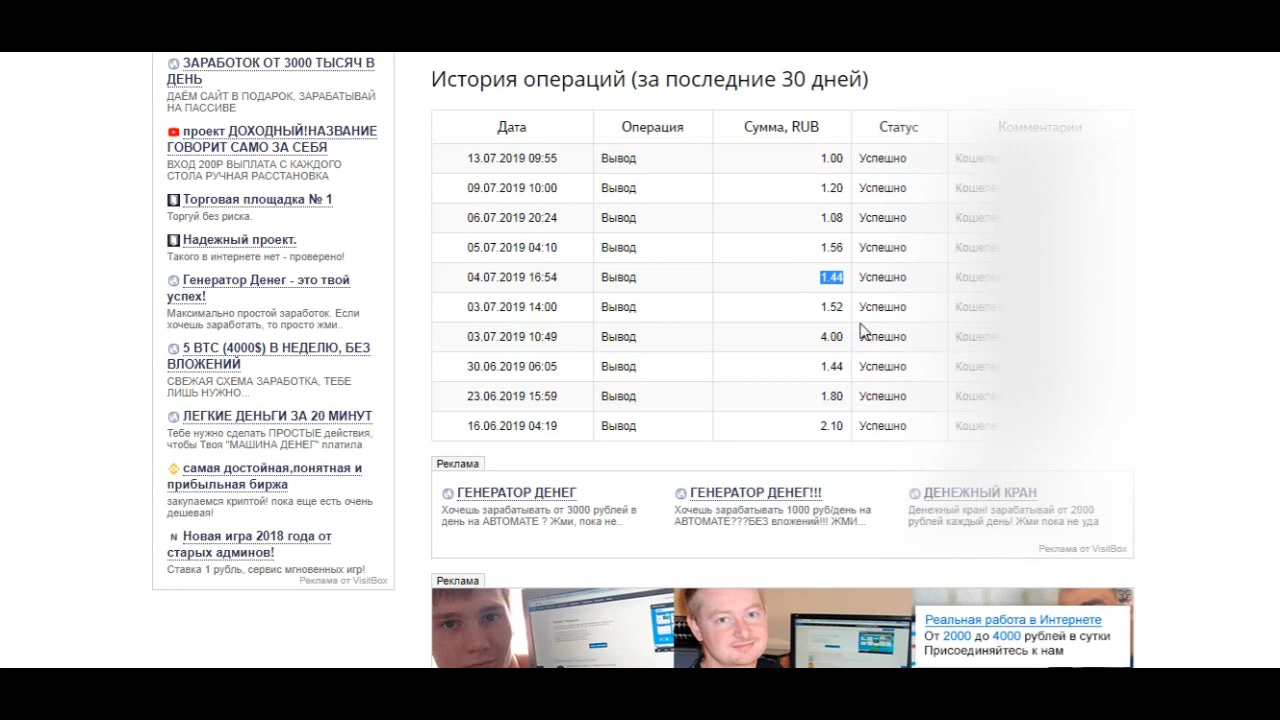 ЗАРАБОТОК ОТ 3000 ТЫСЯЧ В
ДЕНЬ
ДАЁМ САЙТ В ПОДАРОК, ЗАРАБАТЫВАЙ
НА ПАССИВЕ
проект ДОХОДНЫЙ!НАЗВАНИЕ
ГОВОРИТ САМО ЗА СЕБЯ
ВХОД 200Р ВЫПЛАТА С КАЖДОГО
СТОЛА РУЧНАЯ РАССТАНОВКА
Торговая площадка № 1
Торгуй без риска.
Надежный проект.
Такого в интернете нет - проверено!
Генератор Денег - это твой
успех!
Максимально простой заработок. Если
хочешь заработать, то просто жми..
5 BTC (4000$) В НЕДЕЛЮ, БЕЗ
ВЛОЖЕНИЙ
СВЕЖАЯ СХЕМА ЗАРАБОТКА, ТЕБЕ
ЛИШЬ НУЖНО...
ЛЕГКИЕ ДЕНЬГИ ЗА 20 МИНУТ
Тебе нужно сделать ПРОСТЫЕ действия,
чтобы Твоя "МАШИНА ДЕНЕГ" платила
самая достойная,понятная и
прибыльная биржа
закупаемся криптой! пока еще есть очень
дешевая!
Новая игра 2018 года от
старых админов!
Ставка 1 рубль, сервис мгновенных игр!
Реклама от VisitBox
История операций (за последние 30 дней)
Дата Операция Сумма, RUB Статус Комментарии
13.07.2019 09:55 Вывод 1.00 Успешно
09.07.2019 10:00 Вывод 1.20 Успешно
06.07.2019 20:24 Вывод 1.08 Успешно
05.07.2019 04:10 Вывод 1.56 Успешно
04.07.2019 16:54 Вывод 1.44 Успешно
03.07.2019 14:00 Вывод 1.52 Успешно
03.07.2019 10:49 Вывод 4.00 Успешно
30.06.2019 06:05 Вывод 1.44 Успешно
23.06.2019 15:59 Вывод 1.80 Успешно
16.06.2019 04:19 Вывод 2.10 Успешно
Реклама
ГЕНЕРАТОР ДЕНЕГ
Хочешь зарабатывать от 3000 рублей в
день на АВТОМАТЕ ? Жми, пока не..
ГЕНЕРАТОР ДЕНЕГ!!!
Хочешь зарабатывать 1000 руб/день на
АВТОМАТЕ???БЕЗ вложений!!! ЖМИ...
ДЕНЕЖНЫЙ КРАН
Денежный кран! зарабатывай от 2000
рублей каждый день! Жми пока не уда
Реклама от VisitBox
Реклама
Реальная работа в Интернете
От 2000 до 4000 рублей в сутки
Присоединяйтесь к нам